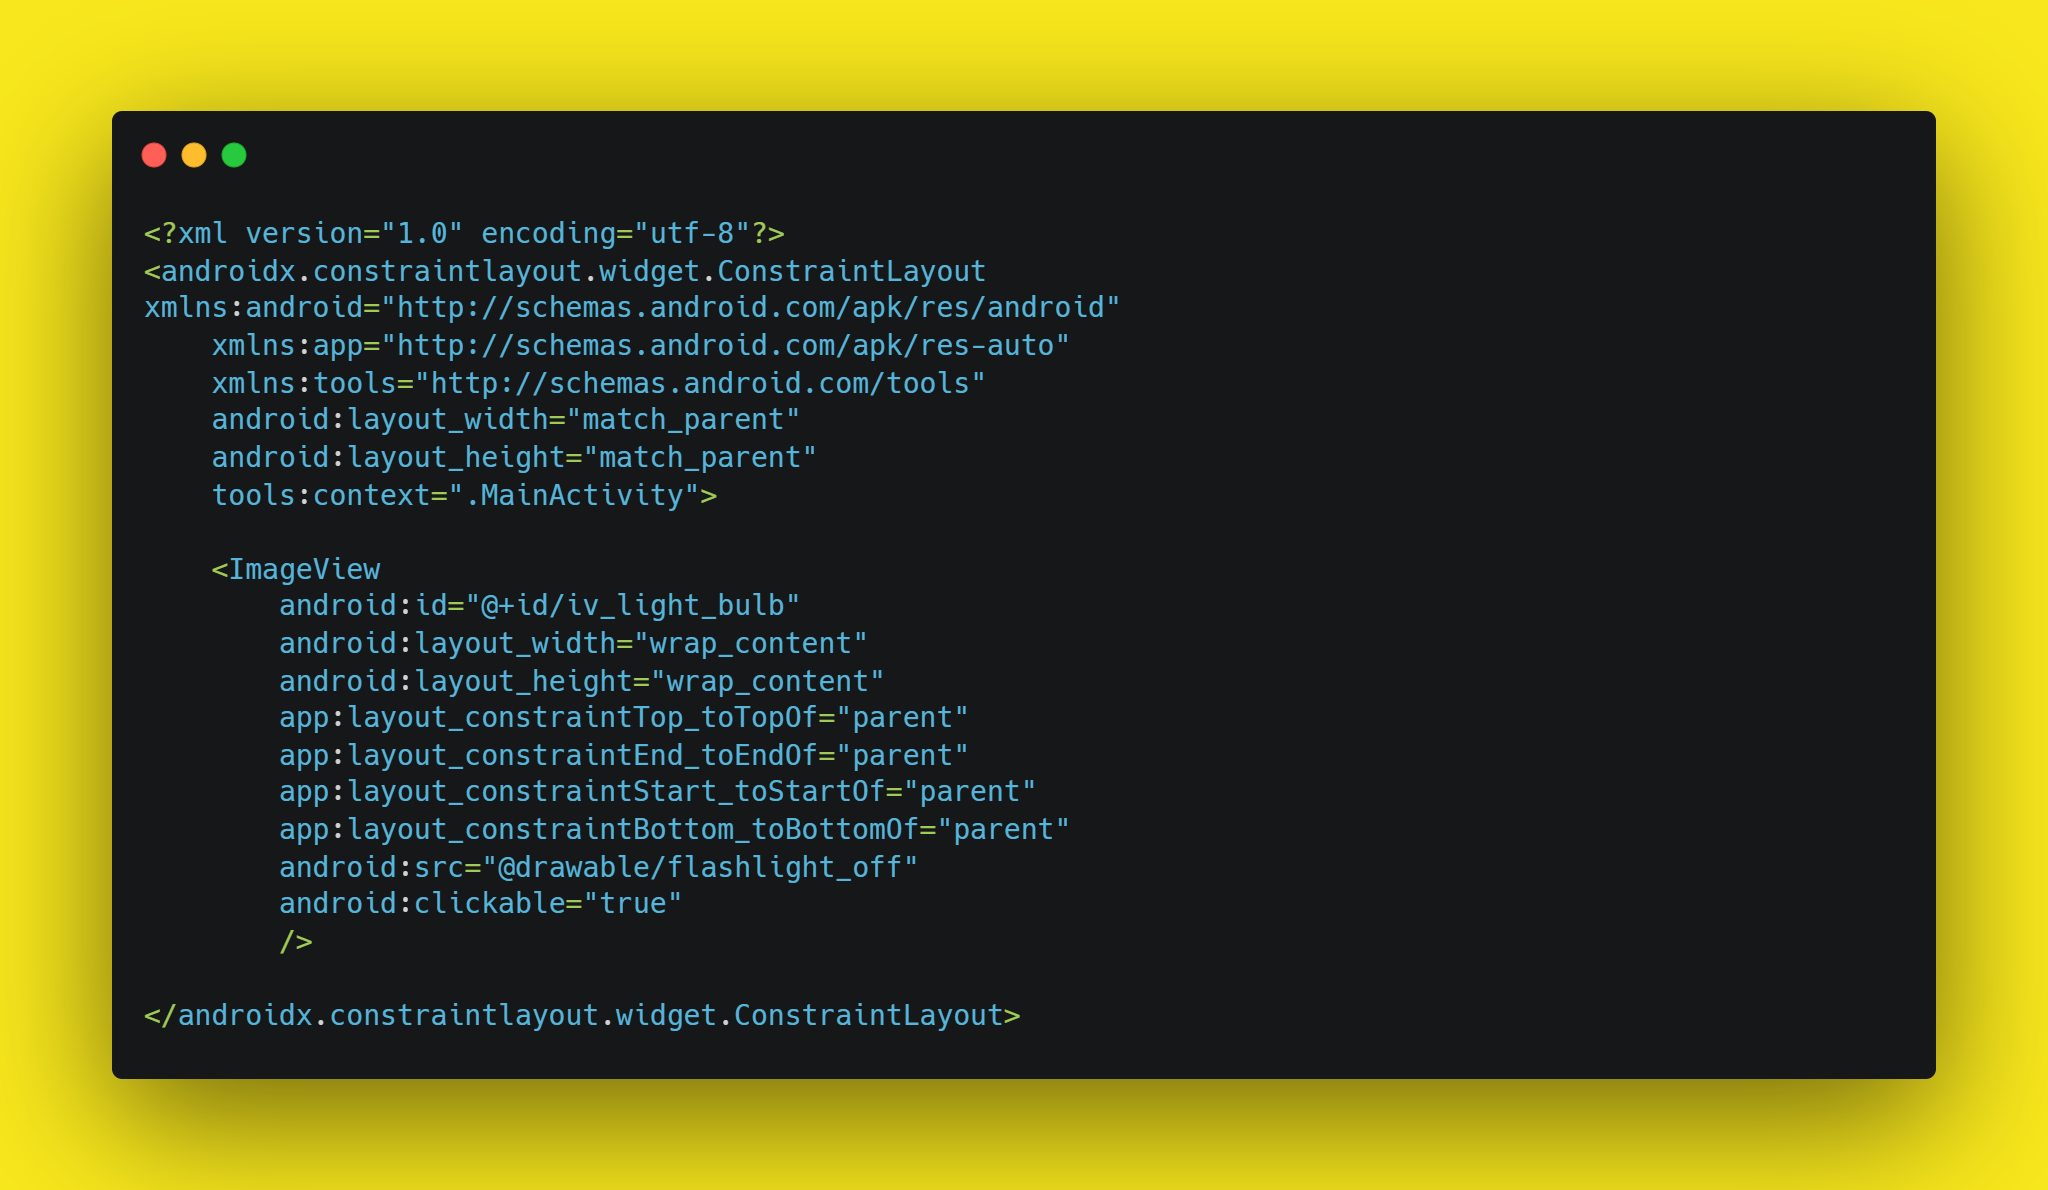 <?xml version="1.0" encoding="utf-8"?>
<androidx.constraintlayout.widget.ConstraintLayout
xmlns:android="http://schemas.android.com/apk/res/android"
    xmlns:app="http://schemas.android.com/apk/res-auto"
    xmlns:tools="http://schemas.android.com/tools"
    android:layout_width="match_parent"
    android:layout_height="match_parent"
    tools:context=".MainActivity">

    <ImageView
        android:id="@+id/iv_light_bulb"
        android:layout_width="wrap_content"
        android:layout_height="wrap_content"
        app:layout_constraintTop_toTopOf="parent"
        app:layout_constraintEnd_toEndOf="parent"
        app:layout_constraintStart_toStartOf="parent"
        app:layout_constraintBottom_toBottomOf="parent"
        android:src="@drawable/flashlight_off"
        android:clickable="true"
        />

</androidx.constraintlayout.widget.ConstraintLayout>